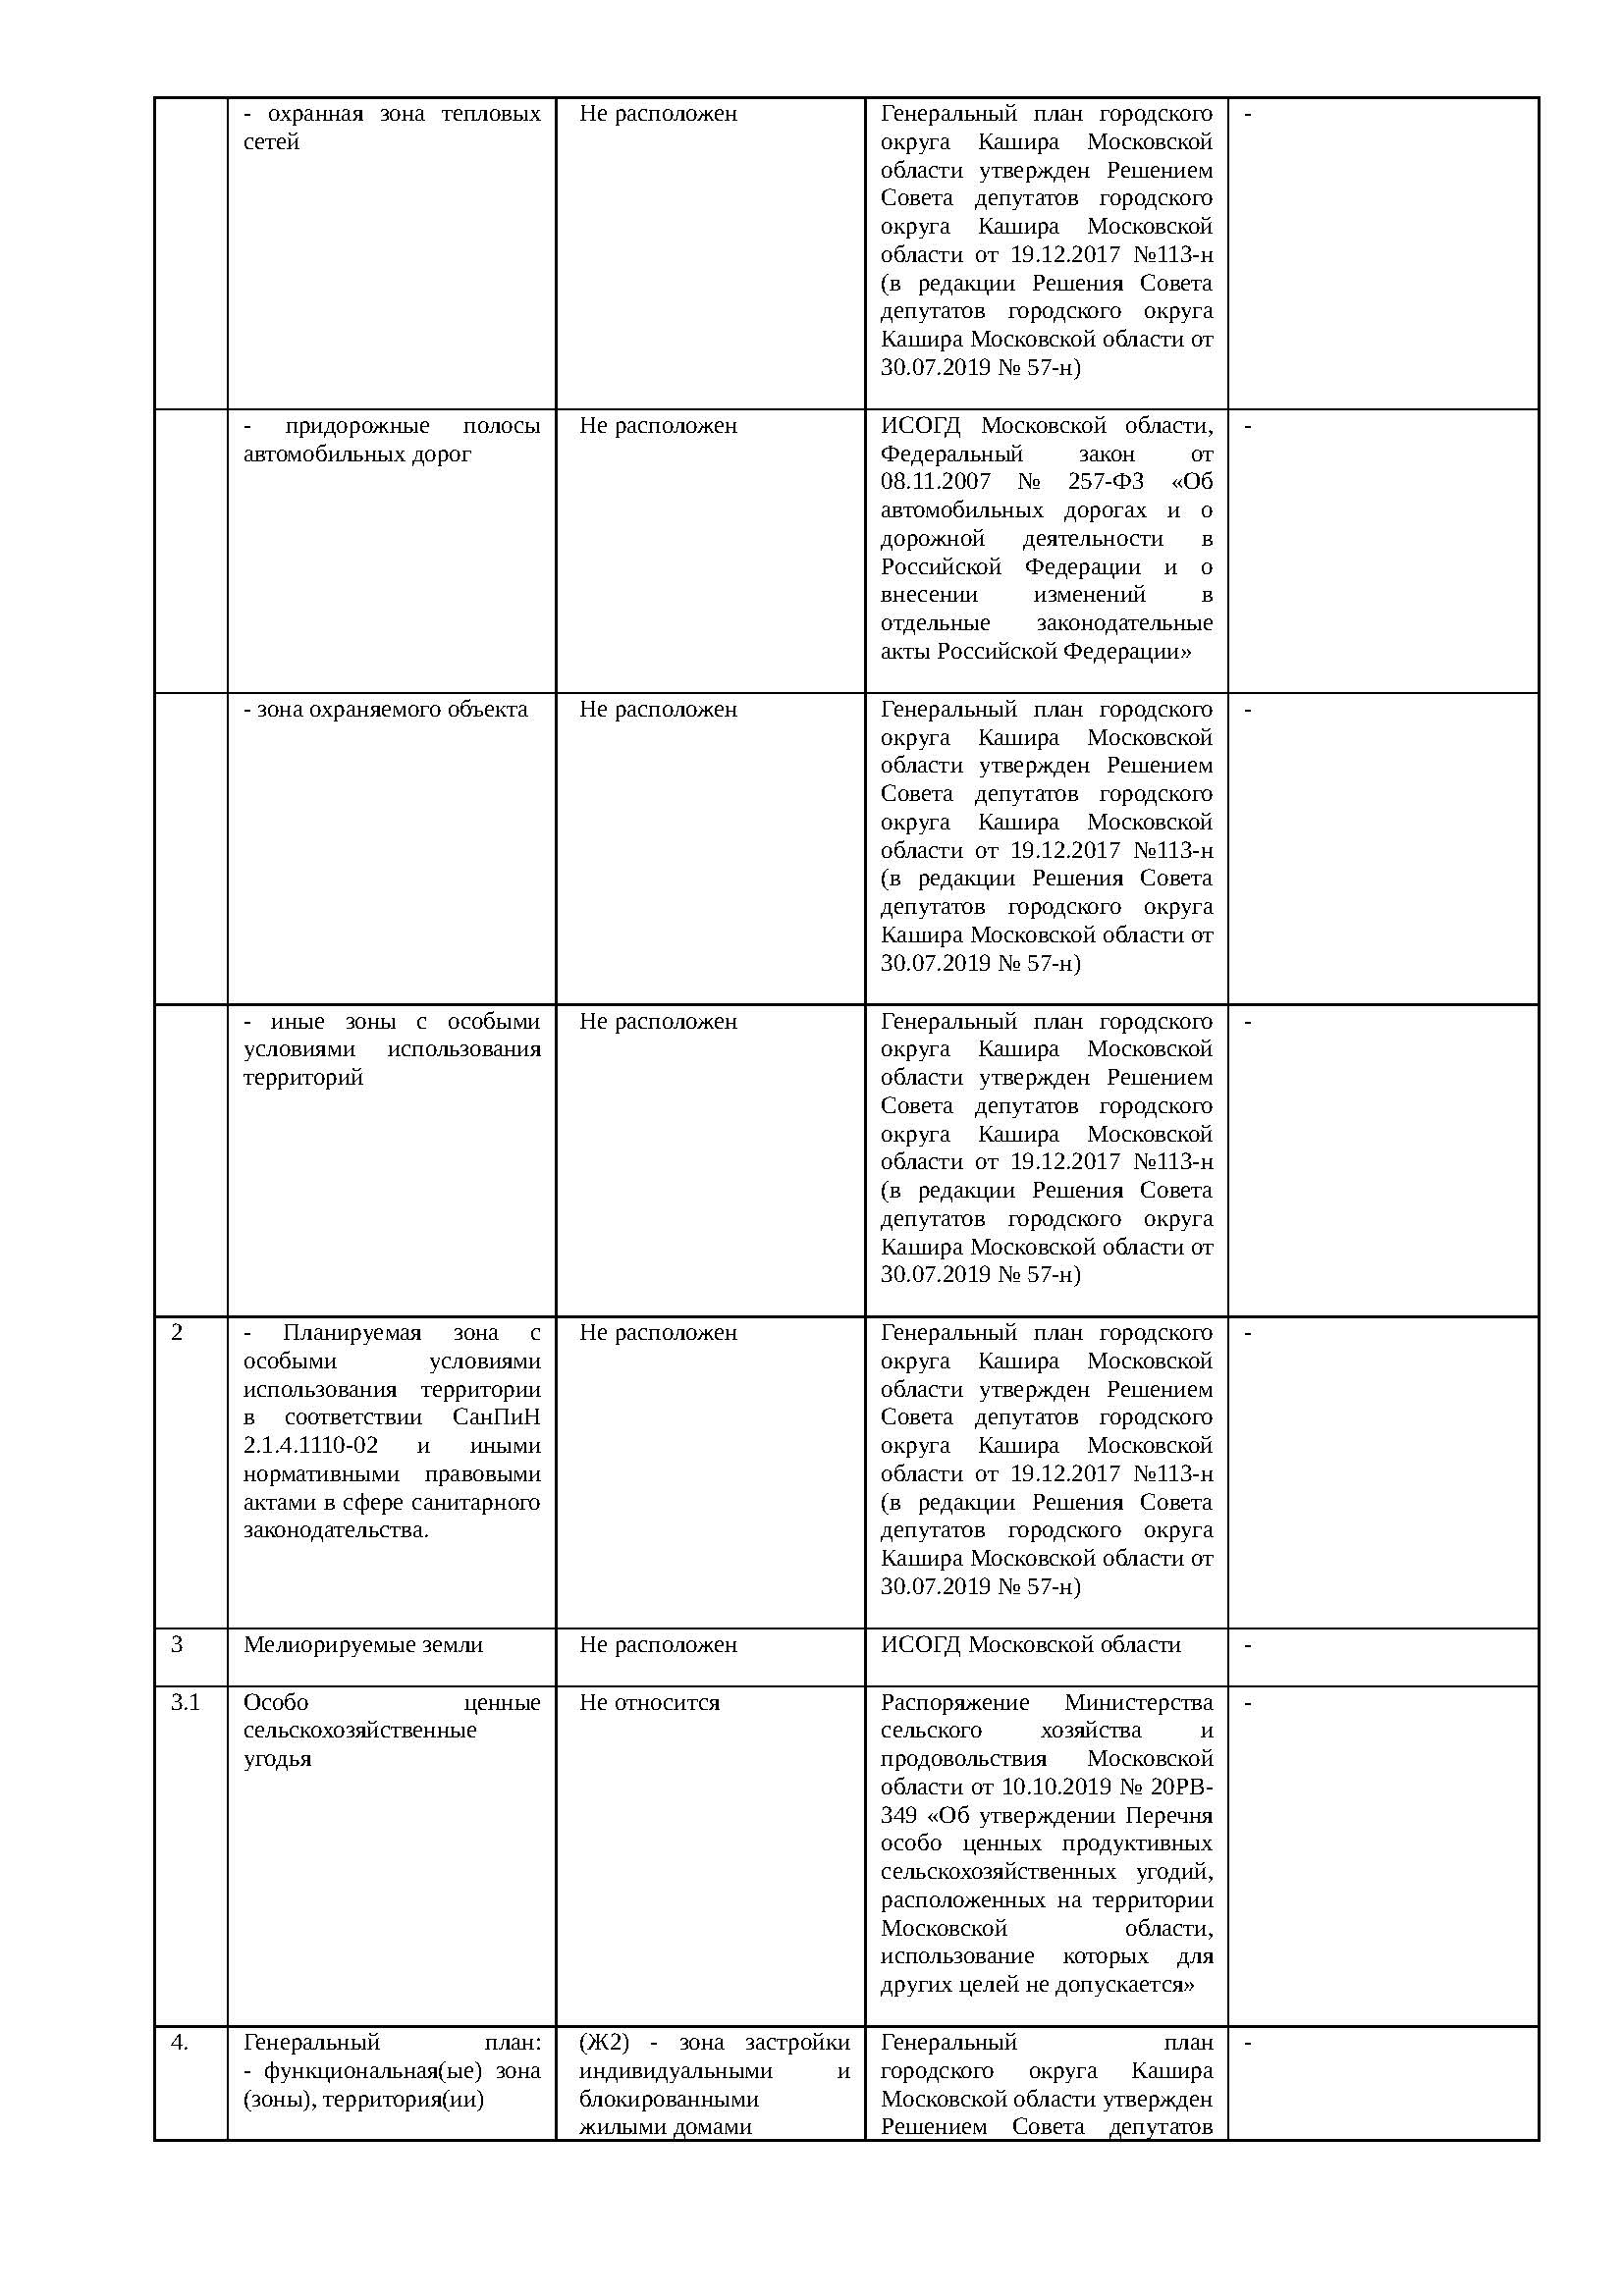 - охранная зона тепловых
сетей
Не расположен
Генеральный план городского
округа Кашира Московской
области утвержден Решением
Совета депутатов городского
округа Кашира Московской
области от 19.12.2017 №113-н
(в редакции Решения Совета
депутатов городского округа
Кашира Московской области от
30.07.2019 № 57-н)
-
- придорожные полосы
автомобильных дорог
Не расположен
ИСОГД Московской области,
Федеральный закон от
08.11.2007 № 257-ФЗ «Об
автомобильных дорогах и о
дорожной деятельности в
Российской Федерации и о
внесении изменений в
отдельные законодательные
акты Российской Федерации»
-
- зона охраняемого объекта
Не расположен
Генеральный план городского
округа Кашира Московской
области утвержден Решением
Совета депутатов городского
округа Кашира Московской
области от 19.12.2017 №113-н
(в редакции Решения Совета
депутатов городского округа
Кашира Московской области от
30.07.2019 № 57-н)
-
- иные зоны с особыми
условиями использования
территорий
Не расположен
Генеральный план городского
округа Кашира Московской
области утвержден Решением
Совета депутатов городского
округа Кашира Московской
области от 19.12.2017 №113-н
(в редакции Решения Совета
депутатов городского округа
Кашира Московской области от
30.07.2019 № 57-н)
-
2
- Планируемая зона с
особыми условиями
использования территории
в соответствии СанПиН
2.1.4.1110-02 и иными
нормативными правовыми
актами в сфере санитарного
законодательства.
Не расположен
Генеральный план городского
округа Кашира Московской
области утвержден Решением
Совета депутатов городского
округа Кашира Московской
области от 19.12.2017 №113-н
(в редакции Решения Совета
депутатов городского округа
Кашира Московской области от
30.07.2019 № 57-н)
-
3
Мелиорируемые земли
Не расположен
ИСОГД Московской области
-
3.1
Особо ценные
сельскохозяйственные
угодья
Не относится
Распоряжение Министерства
сельского хозяйства и
продовольствия Московской
области от 10.10.2019 № 20РВ-
349 «Об утверждении Перечня
особо ценных продуктивных
сельскохозяйственных угодий,
расположенных на территории
Московской области,
использование которых для
других целей не допускается»
-
4.
Генеральный план:
- функциональная(ые) зона
(зоны), территория(ии)
(Ж2) - зона застройки
индивидуальными и
блокированными
жилыми домами
Генеральный план
городского округа Кашира
Московской области утвержден
Решением Совета депутатов
-